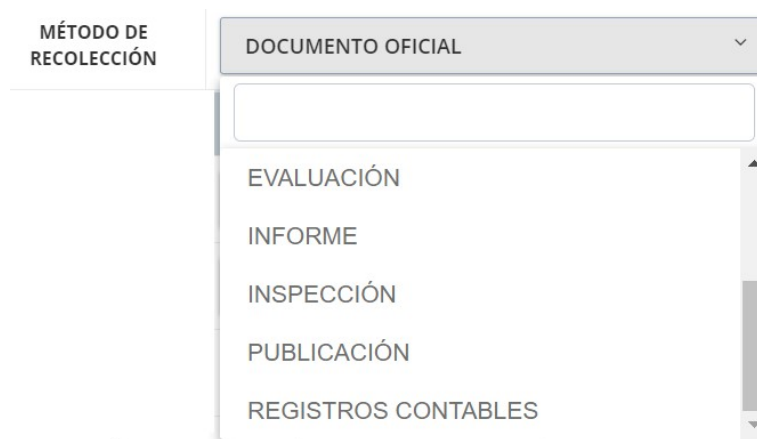 MÉTODO DE
RECOLECCIÓN
DOCUMENTO OFICIAL
EVALUACIÓN
INFORME
INSPECCIÓN
PUBLICACIÓN
REGISTROS CONTABLES